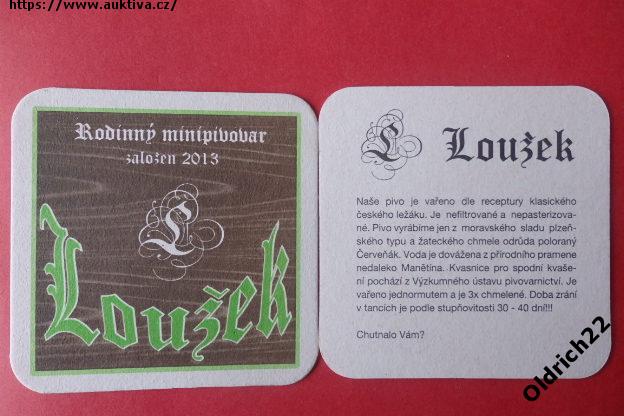 https://www.auktiva.cz/
Rodinný minipivovar
založen 2013
L
Loužek
L Loužek
Naše pivo je vařeno dle receptury klasického
českého ležáku. Je nefiltrované a nepasterizova-
né. Pivo vyrábíme jen z moravského sladu plzeň-
ského typu a žateckého chmele odrůda poloraný
Červeňák. Voda je dovážena z přírodního pramene
nedaleko Manětína. Kvasnice pro spodní kvaše-
ní pochází z Výzkumného ústavu pivovarnictví. Je
vařeno jednormutem a je 3x chmelené. Doba zrání
v tancích je podle stupňovitosti 30 - 40 dní!!!
Chutnalo Vám?
Oldrich22